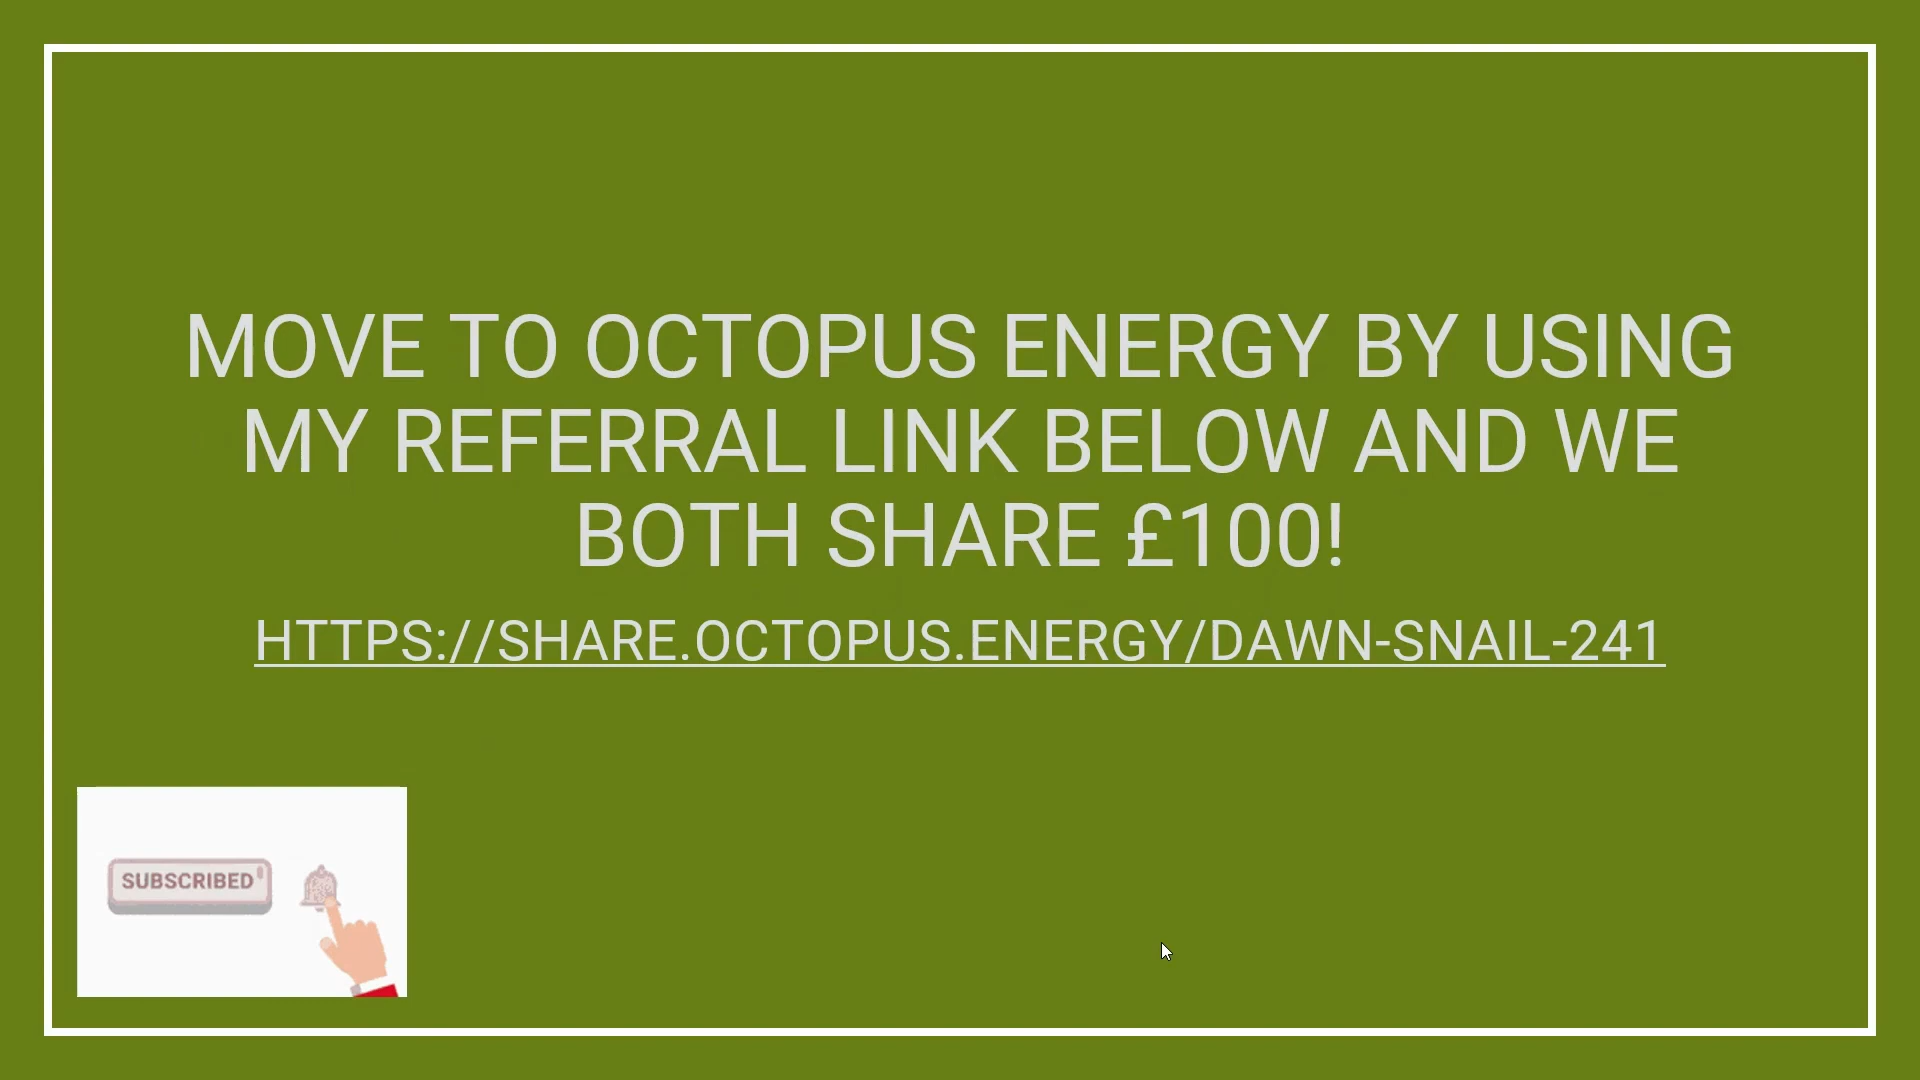 MOVE TO OCTOPUS ENERGY BY USING
MY REFERRAL LINK BELOW AND WE
BOTH SHARE £100!
HTTPS://SHARE.OCTOPUS.ENERGY/DAWN-SNAIL-241
SUBSCRIBED